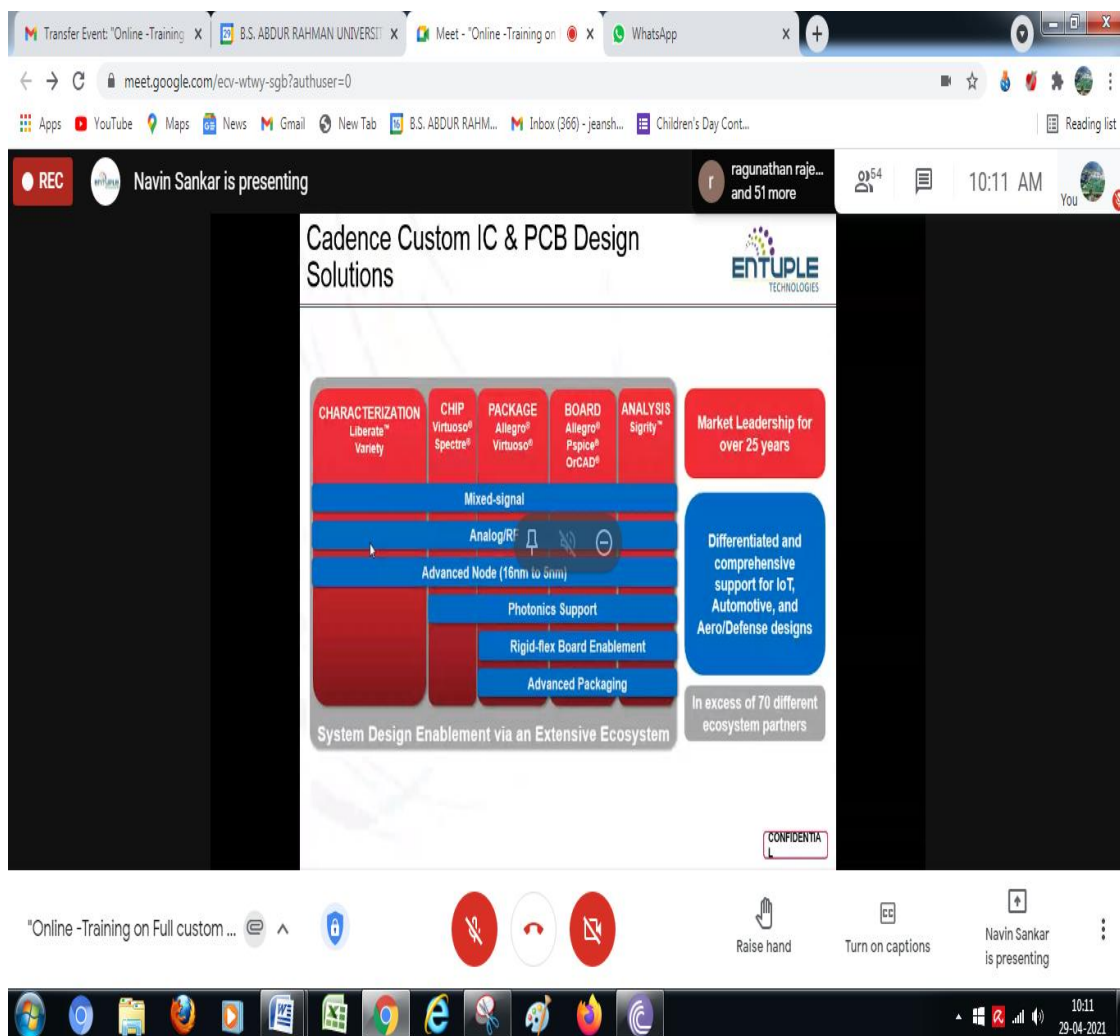 Transfer Event: "Online -Training
B.S. ABDUR RAHMAN UNIVERSIT
Meet - "Online -Training on
WhatsApp
meet.google.com/ecv-wtwy-sgb?authuser=0
Apps
YouTube
Maps
News
Gmail
New Tab
B.S. ABDUR RAHM...
Inbox (366) - jeansh...
Children's Day Cont...
Reading list
REC
Navin Sankar is presenting
r
ragunathan raje...
and 51 more
54
10:11 AM
You
Cadence Custom IC & PCB Design
Solutions
ENTUPLE
TECHNOLOGIES
CHARACTERIZATION
Liberate™
Variety
CHIP
Virtuoso®
Spectre®
PACKAGE
Allegro®
Virtuoso®
BOARD
Allegro®
Pspice®
OrCAD®
ANALYSIS
Sigrity™
Market Leadership for
over 25 years
Mixed-signal
Analog/RF
Advanced Node (16nm to 5nm)
Photonics Support
Rigid-flex Board Enablement
Advanced Packaging
Differentiated and
comprehensive
support for IoT,
Automotive, and
Aero/Defense designs
In excess of 70 different
ecosystem partners
System Design Enablement via an Extensive Ecosystem
CONFIDENTIA
L
"Online -Training on Full custom ...
Raise hand
Turn on captions
Navin Sankar
is presenting
10:11
29-04-2021